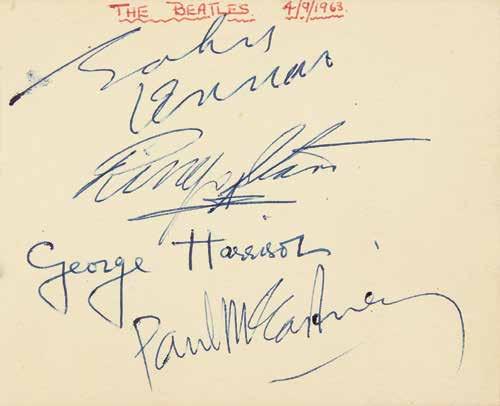 THE BEATLES. 4/9/1963.
John
Lennon
Ringo Starr
George Harrison
Paul McCartney